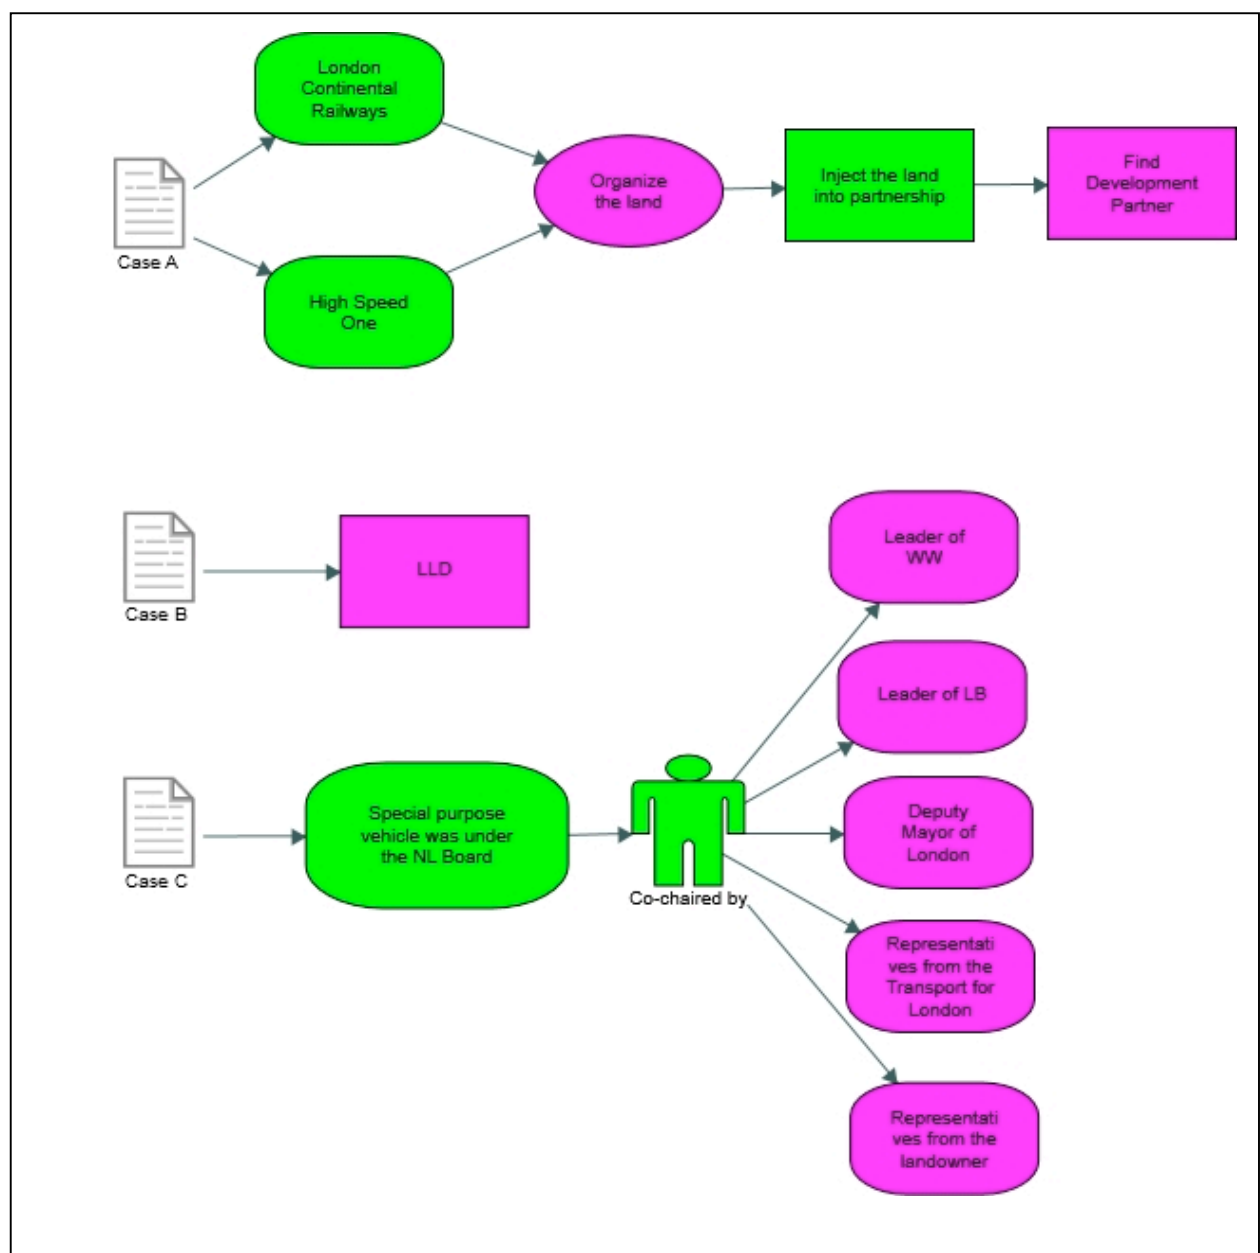 London
Continental
Railways
Case A
Organize
the land
Inject the land
into partnership
Find
Development
Partner
High Speed
One
Case B
LLD
Leader of
WW
Leader of LB
Case C
Special purpose
vehicle was under
the NL Board
Co-chaired by
Deputy
Mayor of
London
Representati
ves from the
Transport for
London
Representati
ves from the
landowner